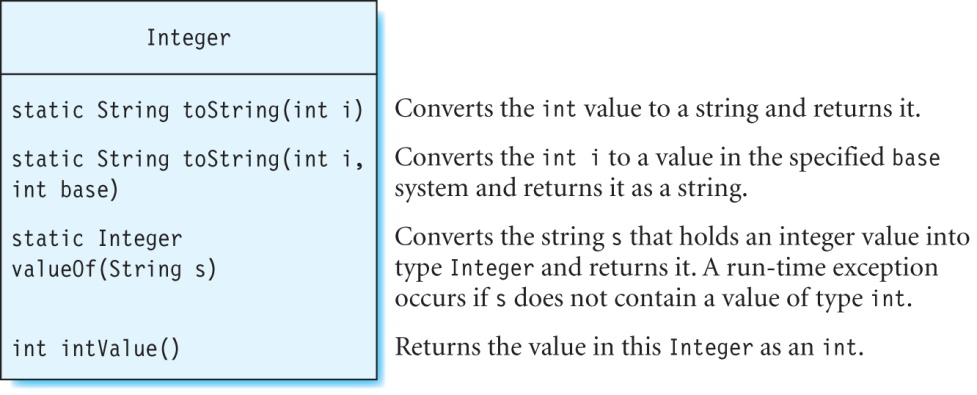 Integer
static String toString(int i)
Converts the int value to a string and returns it.
static String toString(int i,
int base)
Converts the int i to a value in the specified base
system and returns it as a string.
static Integer
valueOf(String s)
Converts the string s that holds an integer value into
type Integer and returns it. A run-time exception
occurs if s does not contain a value of type int.
int intValue()
Returns the value in this Integer as an int.